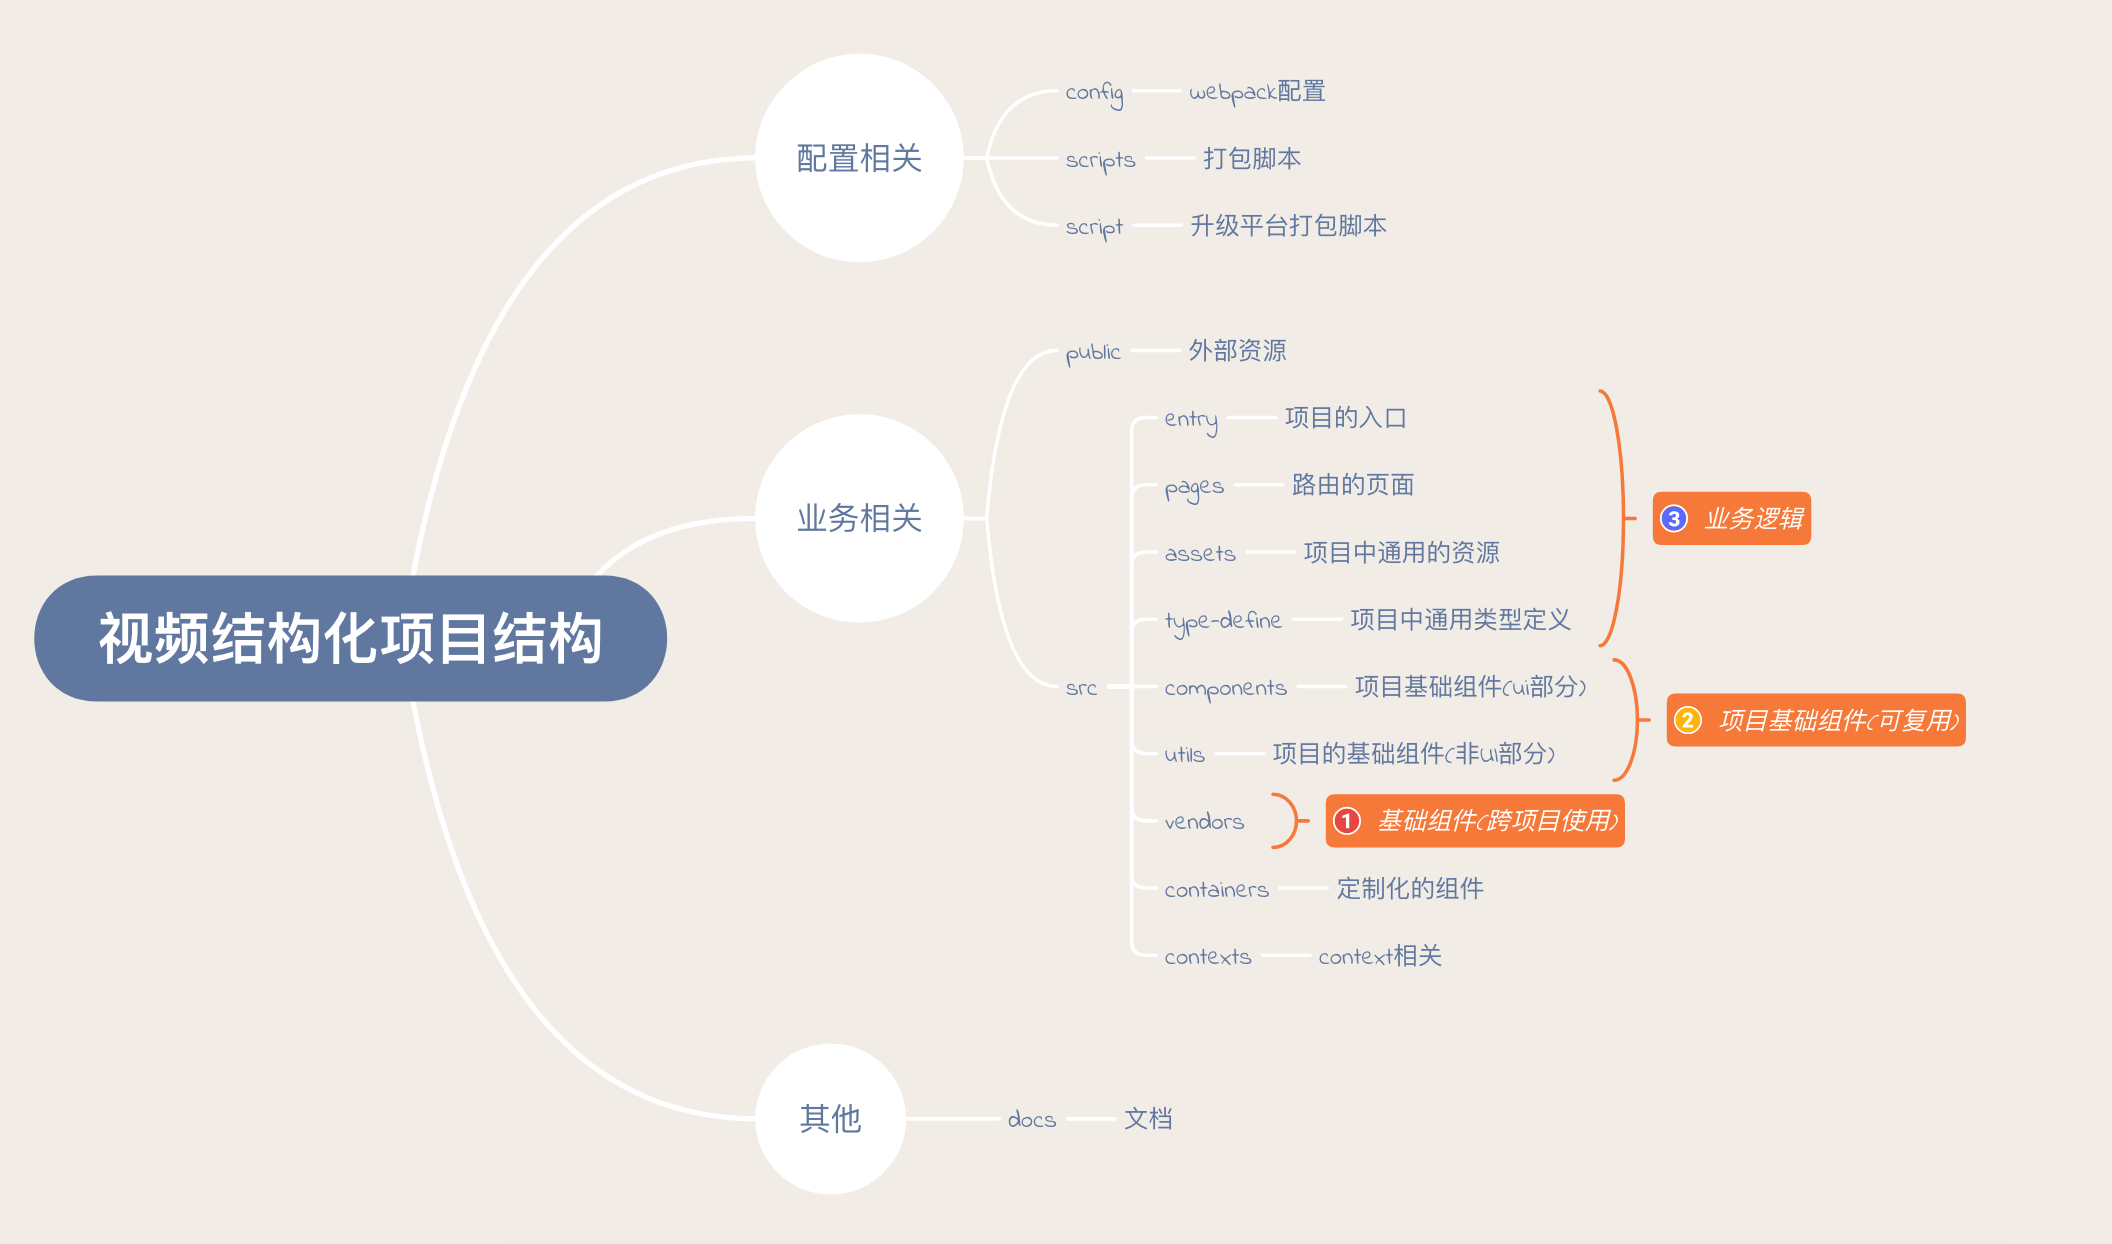 视频结构化项目结构
配置相关
config
webpack配置
scripts
打包脚本
script
升级平台打包脚本
业务相关
public
外部资源
src
entry
项目的入口
pages
路由的页面
assets
项目中通用的资源
type-define
项目中通用类型定义
3 业务逻辑
components
项目基础组件(ui部分)
utils
项目的基础组件(非UI部分)
2 项目基础组件(可复用)
vendors
1 基础组件(跨项目使用)
containers
定制化的组件
contexts
context相关
其他
docs
文档